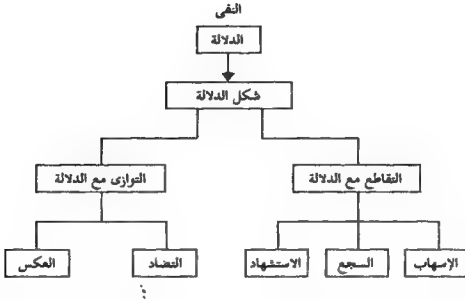 النفى
الدلالة
شكل الدلالة
التقاطع مع الدلالة
التوازى مع الدلالة
الإسهاب
السجع
الاستشهاد
التضاد
العكس